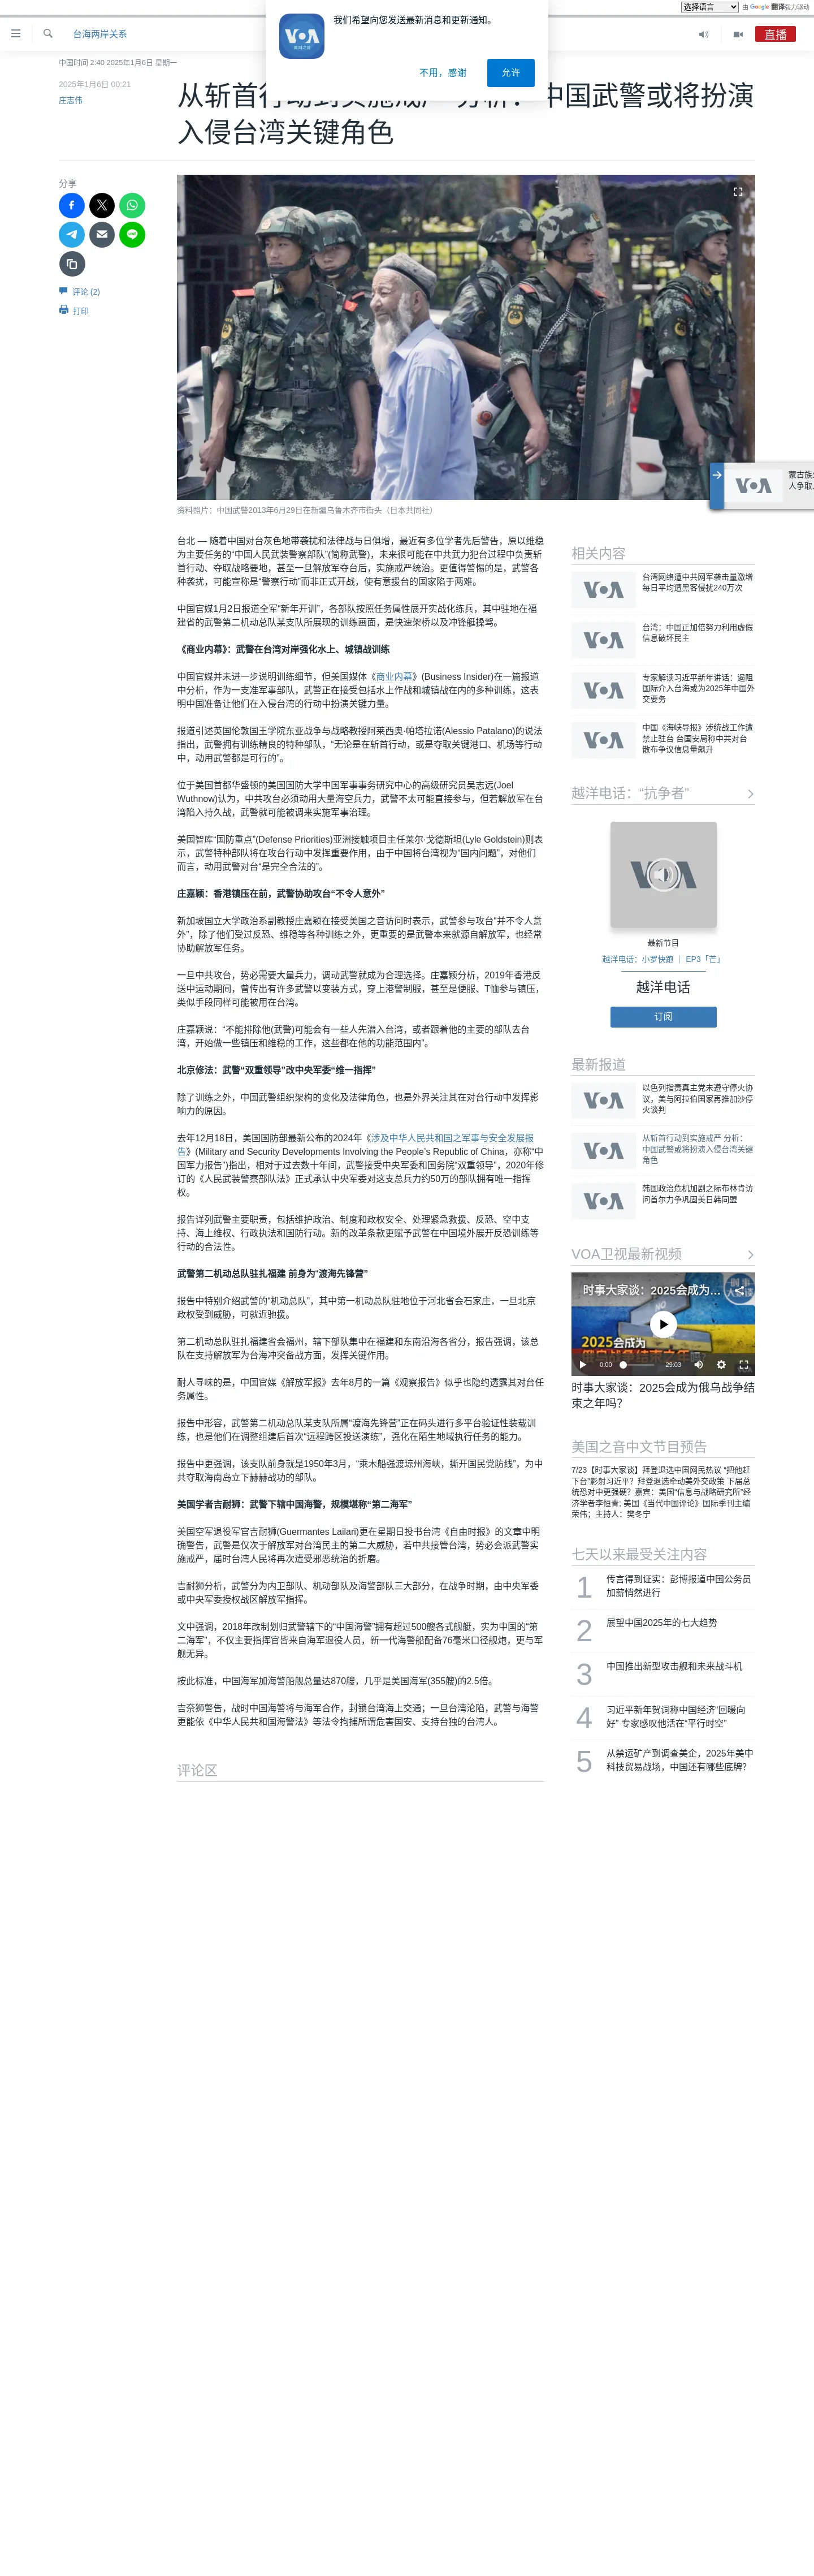 选择语言
由 Google 翻译强力驱动
我们希望向您发送最新消息和更新通知。
VOA
美国之音
不用，感谢
允许
台海两岸关系
直播
中国时间 2:40 2025年1月6日 星期一
2025年1月6日 00:21
庄志伟
中国武警或将扮演
入侵台湾关键角色
分享
评论 (2)
打印
武警
资料照片：中国武警2013年6月29日在新疆乌鲁木齐市街头（日本共同社）
VOA
台北 — 随着中国对台灰色地带袭扰和法律战与日俱增，最近有多位学者先后警告，原以维稳
为主要任务的“中国人民武装警察部队”(简称武警)，未来很可能在中共武力犯台过程中负责斩
首行动、夺取战略要地，甚至一旦解放军夺台后，实施戒严统治。更值得警惕的是，武警各
种袭扰，可能宣称是“警察行动”而非正式开战，使有意援台的国家陷于两难。
中国官媒1月2日报道全军“新年开训”，各部队按照任务属性展开实战化练兵，其中驻地在福
建省的武警第二机动总队某支队所展现的训练画面，是快速架桥以及冲锋艇操驾。
《商业内幕》：武警在台湾对岸强化水上、城镇战训练
中国官媒并未进一步说明训练细节，但美国媒体《商业内幕》(Business Insider)在一篇报道
中分析，作为一支准军事部队，武警正在接受包括水上作战和城镇战在内的多种训练，这表
明中国准备让他们在入侵台湾的行动中扮演关键力量。
报道引述英国伦敦国王学院东亚战争与战略教授阿莱西奥·帕塔拉诺(Alessio Patalano)的说法
指出，武警拥有训练精良的特种部队，“无论是在斩首行动，或是夺取关键港口、机场等行动
中，动用武警都是可行的”。
位于美国首都华盛顿的美国国防大学中国军事事务研究中心的高级研究员吴志远(Joel
Wuthnow)认为，中共攻台必须动用大量海空兵力，武警不太可能直接参与，但若解放军在台
湾陷入持久战，武警就可能被调来实施军事治理。
美国智库“国防重点”(Defense Priorities)亚洲接触项目主任莱尔·戈德斯坦(Lyle Goldstein)则表
示，武警特种部队将在攻台行动中发挥重要作用，由于中国将台湾视为“国内问题”，对他们
而言，动用武警对台“是完全合法的”。
庄嘉颖：香港镇压在前，武警协助攻台“不令人意外”
新加坡国立大学政治系副教授庄嘉颖在接受美国之音访问时表示，武警参与攻台“并不令人意
外”，除了他们受过反恐、维稳等各种训练之外，更重要的是武警本来就源自解放军，也经常
协助解放军任务。
一旦中共攻台，势必需要大量兵力，调动武警就成为合理选择。庄嘉颖分析，2019年香港反
送中运动期间，曾传出有许多武警以变装方式，穿上港警制服，甚至是便服、T恤参与镇压，
类似手段同样可能被用在台湾。
庄嘉颖说：“不能排除他(武警)可能会有一些人先潜入台湾，或者跟着他的主要的部队去台
湾，开始做一些镇压和维稳的工作，这些都在他的功能范围内”。
北京修法：武警“双重领导”改中央军委“维一指挥”
除了训练之外，中国武警组织架构的变化及法律角色，也是外界关注其在对台行动中发挥影
响力的原因。
去年12月18日，美国国防部最新公布的2024年《涉及中华人民共和国之军事与安全发展报
告》(Military and Security Developments Involving the People’s Republic of China，亦称“中
国军力报告”)指出，相对于过去数十年间，武警接受中央军委和国务院“双重领导”，2020年修
订的《人民武装警察部队法》正式承认中央军委对这支总兵力约50万的部队拥有唯一指挥
权。
报告详列武警主要职责，包括维护政治、制度和政权安全、处理紧急救援、反恐、空中支
持、海上维权、行政执法和国防行动。新的改革条款更赋予武警在中国境外展开反恐训练等
行动的合法性。
武警第二机动总队驻扎福建 前身为“渡海先锋营”
报告中特别介绍武警的“机动总队”，其中第一机动总队驻地位于河北省会石家庄，一旦北京
政权受到威胁，可就近驰援。
第二机动总队驻扎福建省会福州，辖下部队集中在福建和东南沿海各省分，报告强调，该总
队在支持解放军为台海冲突备战方面，发挥关键作用。
耐人寻味的是，中国官媒《解放军报》去年8月的一篇《观察报告》似乎也隐约透露其对台任
务属性。
报告中形容，武警第二机动总队某支队所属“渡海先锋营”正在码头进行多平台验证性装载训
练，也是他们在调整组建后首次“远程跨区投送演练”，强化在陌生地域执行任务的能力。
报告中更强调，该支队前身就是1950年3月，“乘木船强渡琼州海峡，撕开国民党防线”，为中
共夺取海南岛立下赫赫战功的部队。
美国学者吉耐狮：武警下辖中国海警，规模堪称“第二海军”
美国空军退役军官吉耐狮(Guermantes Lailari)更在星期日投书台湾《自由时报》的文章中明
确警告，武警是仅次于解放军对台湾民主的第二大威胁，若中共接管台湾，势必会派武警实
施戒严，届时台湾人民将再次遭受邪恶统治的折磨。
吉耐狮分析，武警分为内卫部队、机动部队及海警部队三大部分，在战争时期，由中央军委
或中央军委授权战区解放军指挥。
文中强调，2018年改制划归武警辖下的“中国海警”拥有超过500艘各式舰艇，实为中国的“第
二海军”，不仅主要指挥官皆来自海军退役人员，新一代海警船配备76毫米口径舰炮，更与军
舰无异。
按此标准，中国海军加海警船舰总量达870艘，几乎是美国海军(355艘)的2.5倍。
吉奈狮警告，战时中国海警将与海军合作，封锁台湾海上交通；一旦台湾沦陷，武警与海警
更能依《中华人民共和国海警法》等法令拘捕所谓危害国安、支持台独的台湾人。
评论区
相关内容
VOA
台湾网络遭中共网军袭击量激增
每日平均遭黑客侵扰240万次
VOA
台湾：中国正加倍努力利用虚假
信息破坏民主
VOA
专家解读习近平新年讲话：遏阻
国际介入台海或为2025年中国外
交要务
VOA
中国《海峡导报》涉统战工作遭
禁止驻台 台国安局称中共对台
散布争议信息量飙升
越洋电话：“抗争者”
VOA
最新节目
越洋电话：小罗快跑 ｜ EP3「芒」
越洋电话
订阅
最新报道
VOA
以色列指责真主党未遵守停火协
议，美与阿拉伯国家再推加沙停
火谈判
VOA
从斩首行动到实施戒严 分析：
中国武警或将扮演入侵台湾关键
角色
VOA
韩国政治危机加剧之际布林肯访
问首尔力争巩固美日韩同盟
VOA卫视最新视频
时事大家谈：2025会成为…
2025会成为
0:00
29:03
时事大家谈：2025会成为俄乌战争结
束之年吗？
美国之音中文节目预告
7/23【时事大家谈】拜登退选中国网民热议 “把他赶
下台”影射习近平？拜登退选牵动美外交政策 下届总
统恐对中更强硬？嘉宾：美国“信息与战略研究所”经
济学者李恒青; 美国《当代中国评论》国际季刊主编
荣伟；主持人：樊冬宁
七天以来最受关注内容
1
传言得到证实：彭博报道中国公务员
加薪悄然进行
2
展望中国2025年的七大趋势
3
中国推出新型攻击舰和未来战斗机
4
习近平新年贺词称中国经济“回暖向
好” 专家感叹他活在“平行时空”
5
从禁运矿产到调查美企，2025年美中
科技贸易战场，中国还有哪些底牌？